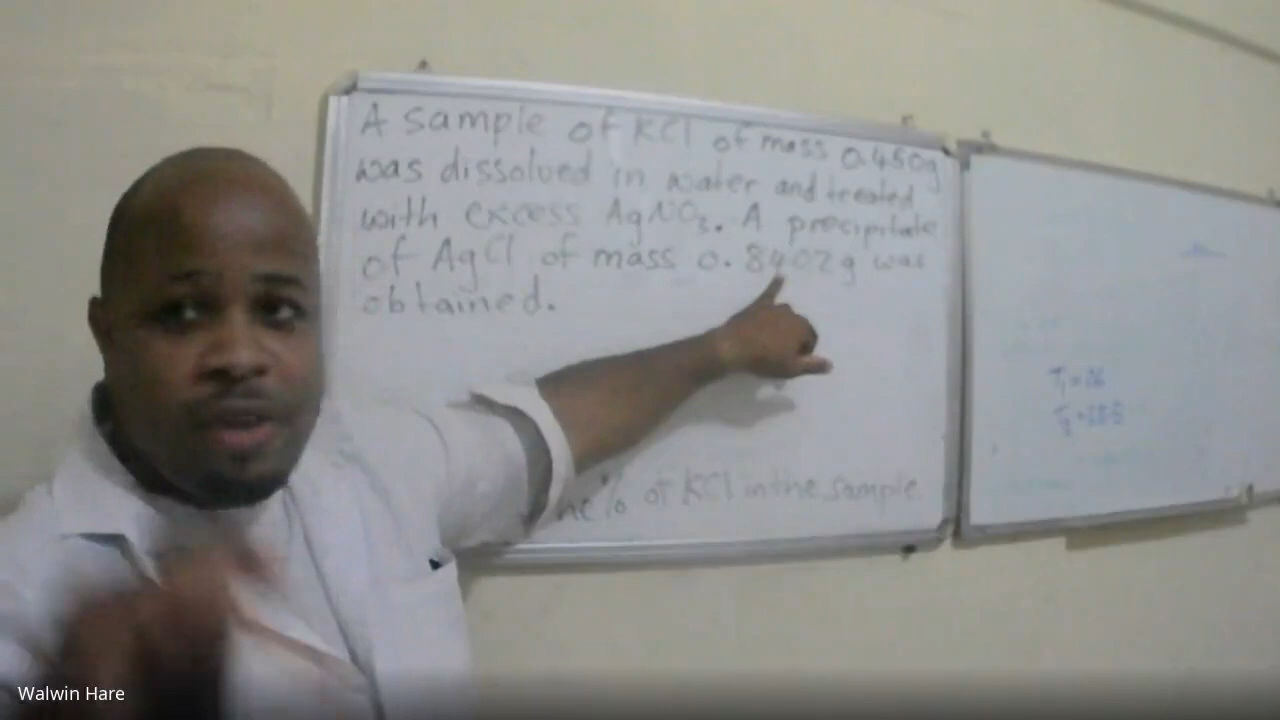 A sample of KCl of mass 0.450g
was dissolved in water and treated
with excess AgNO3. A precipitate
of AgCl of mass 0.8402g was
obtained.
% of KCl in the sample
Walwin Hare